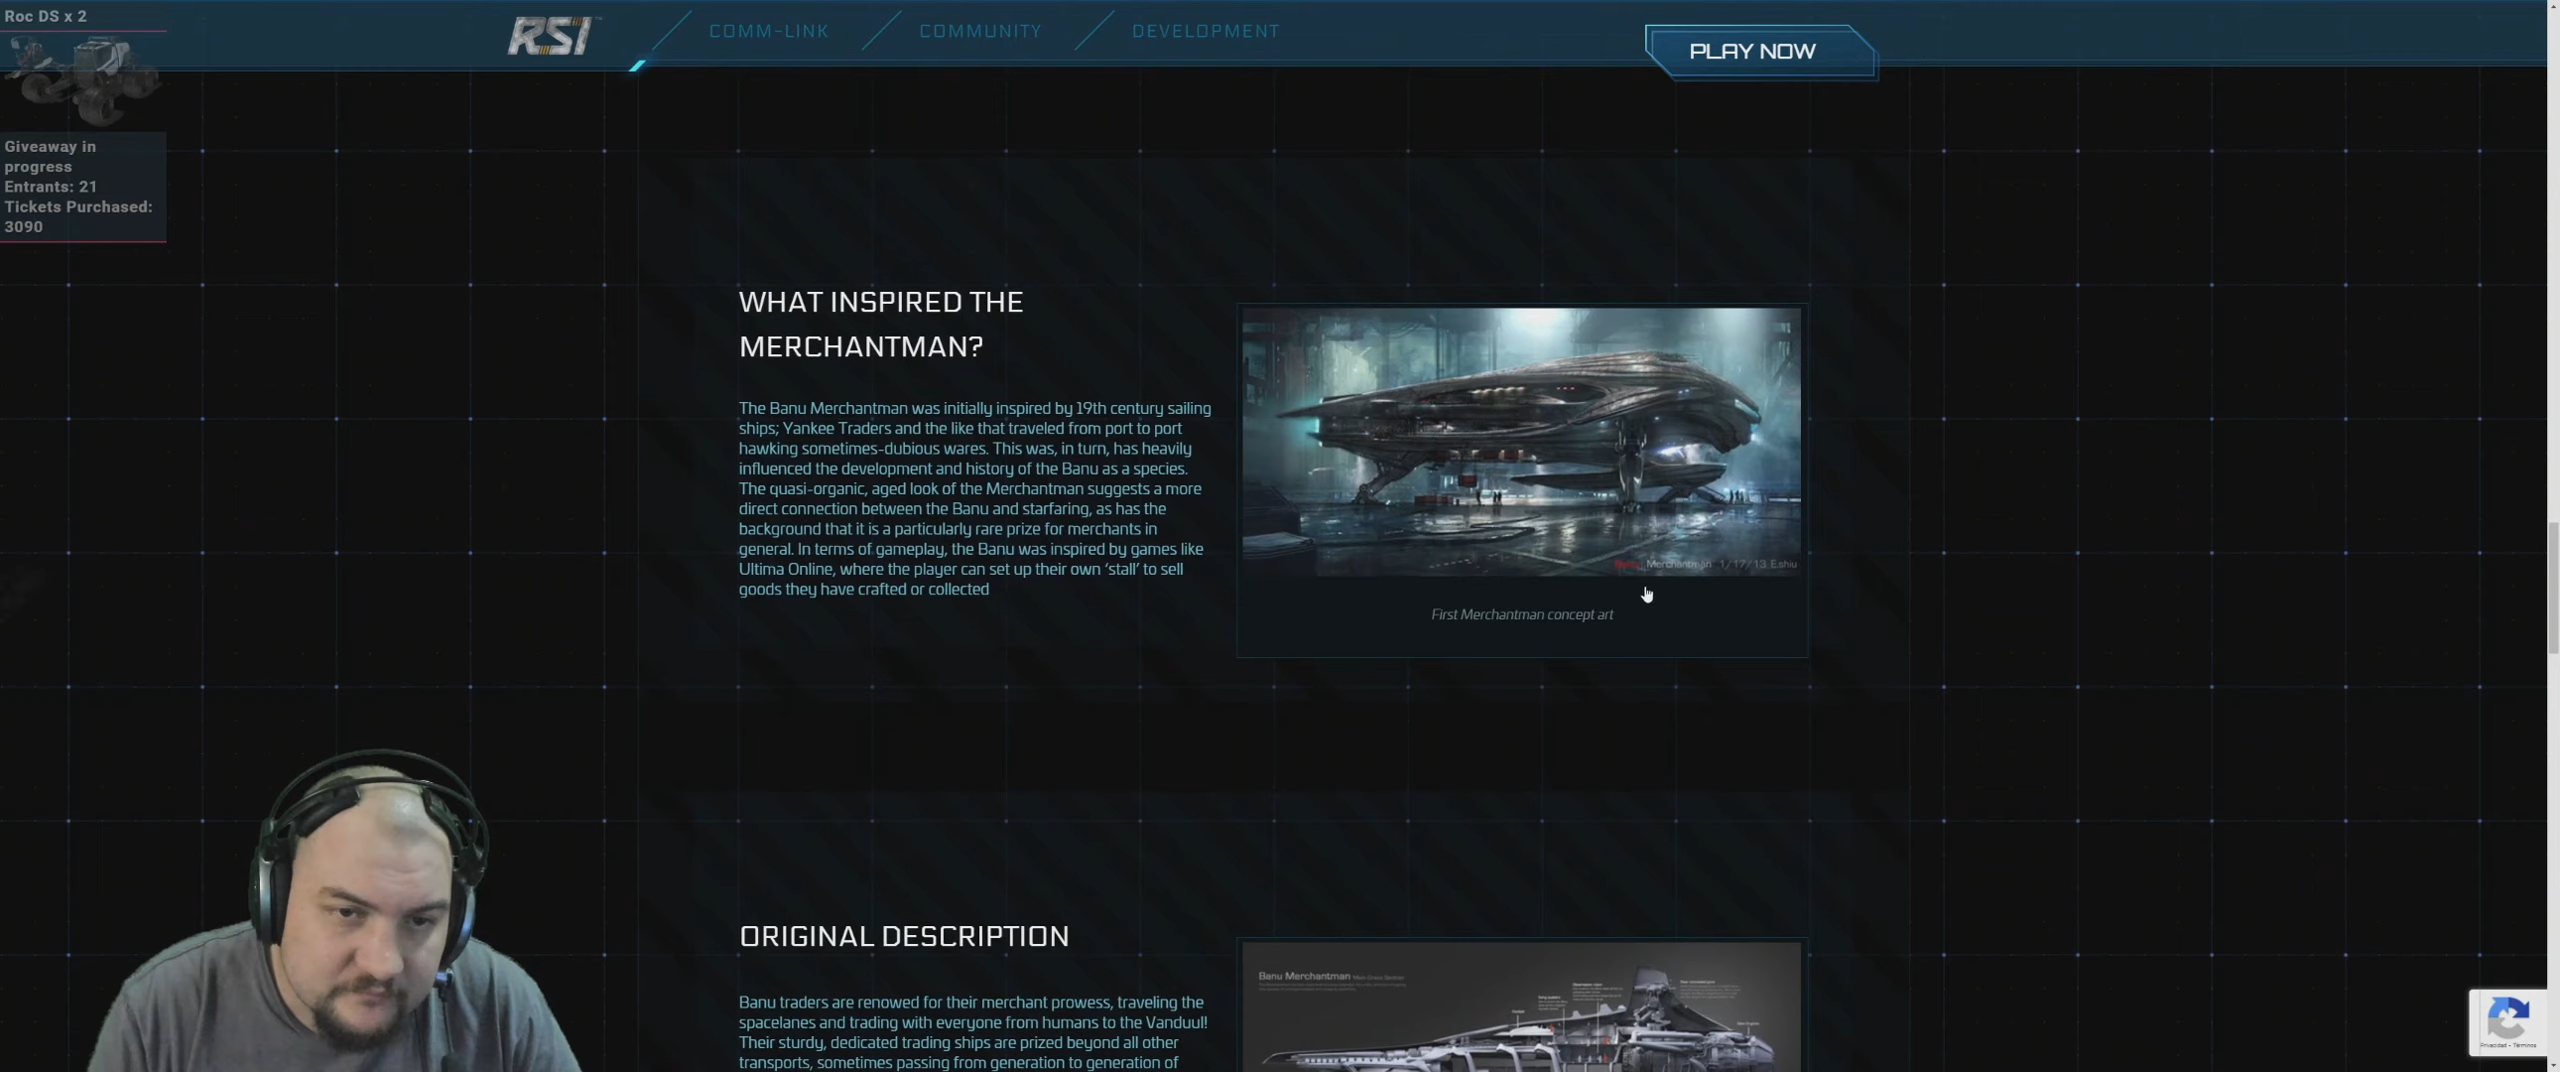 Roc DS x 2
Giveaway in
progress
Entrants: 21
Tickets Purchased:
3090
RSI
COMM-LINK
COMMUNITY
DEVELOPMENT
PLAY NOW
WHAT INSPIRED THE
MERCHANTMAN?
The Banu Merchantman was initially inspired by 19th century sailing
ships; Yankee Traders and the like that traveled from port to port
hawking sometimes-dubious wares. This was, in turn, has heavily
influenced the development and history of the Banu as a species.
The quasi-organic, aged look of the Merchantman suggests a more
direct connection between the Banu and starfaring, as has the
background that it is a particularly rare prize for merchants in
general. In terms of gameplay, the Banu was inspired by games like
Ultima Online, where the player can set up their own ‘stall’ to sell
goods they have crafted or collected
Merchantman 1/17/13 E.shiu
First Merchantman concept art
ORIGINAL DESCRIPTION
Banu traders are renowed for their merchant prowess, traveling the
spacelanes and trading with everyone from humans to the Vanduul!
Their sturdy, dedicated trading ships are prized beyond all other
transports, sometimes passing from generation to generation of
Banu Merchantman
Privacidad - Términos